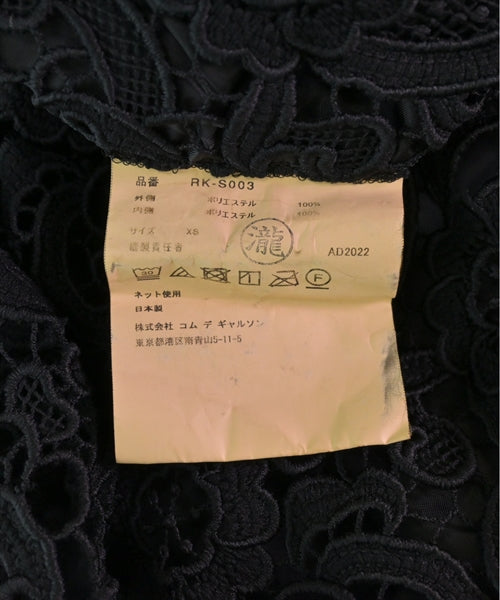 品番 RK-S003
外側 ポリエステル 100%
内側 ポリエステル 100%
サイズ XS
縫製責任者 瀧 AD2022
30 F
ネット使用
日本製
株式会社 コム デ ギャルソン
東京都港区南青山5-11-5